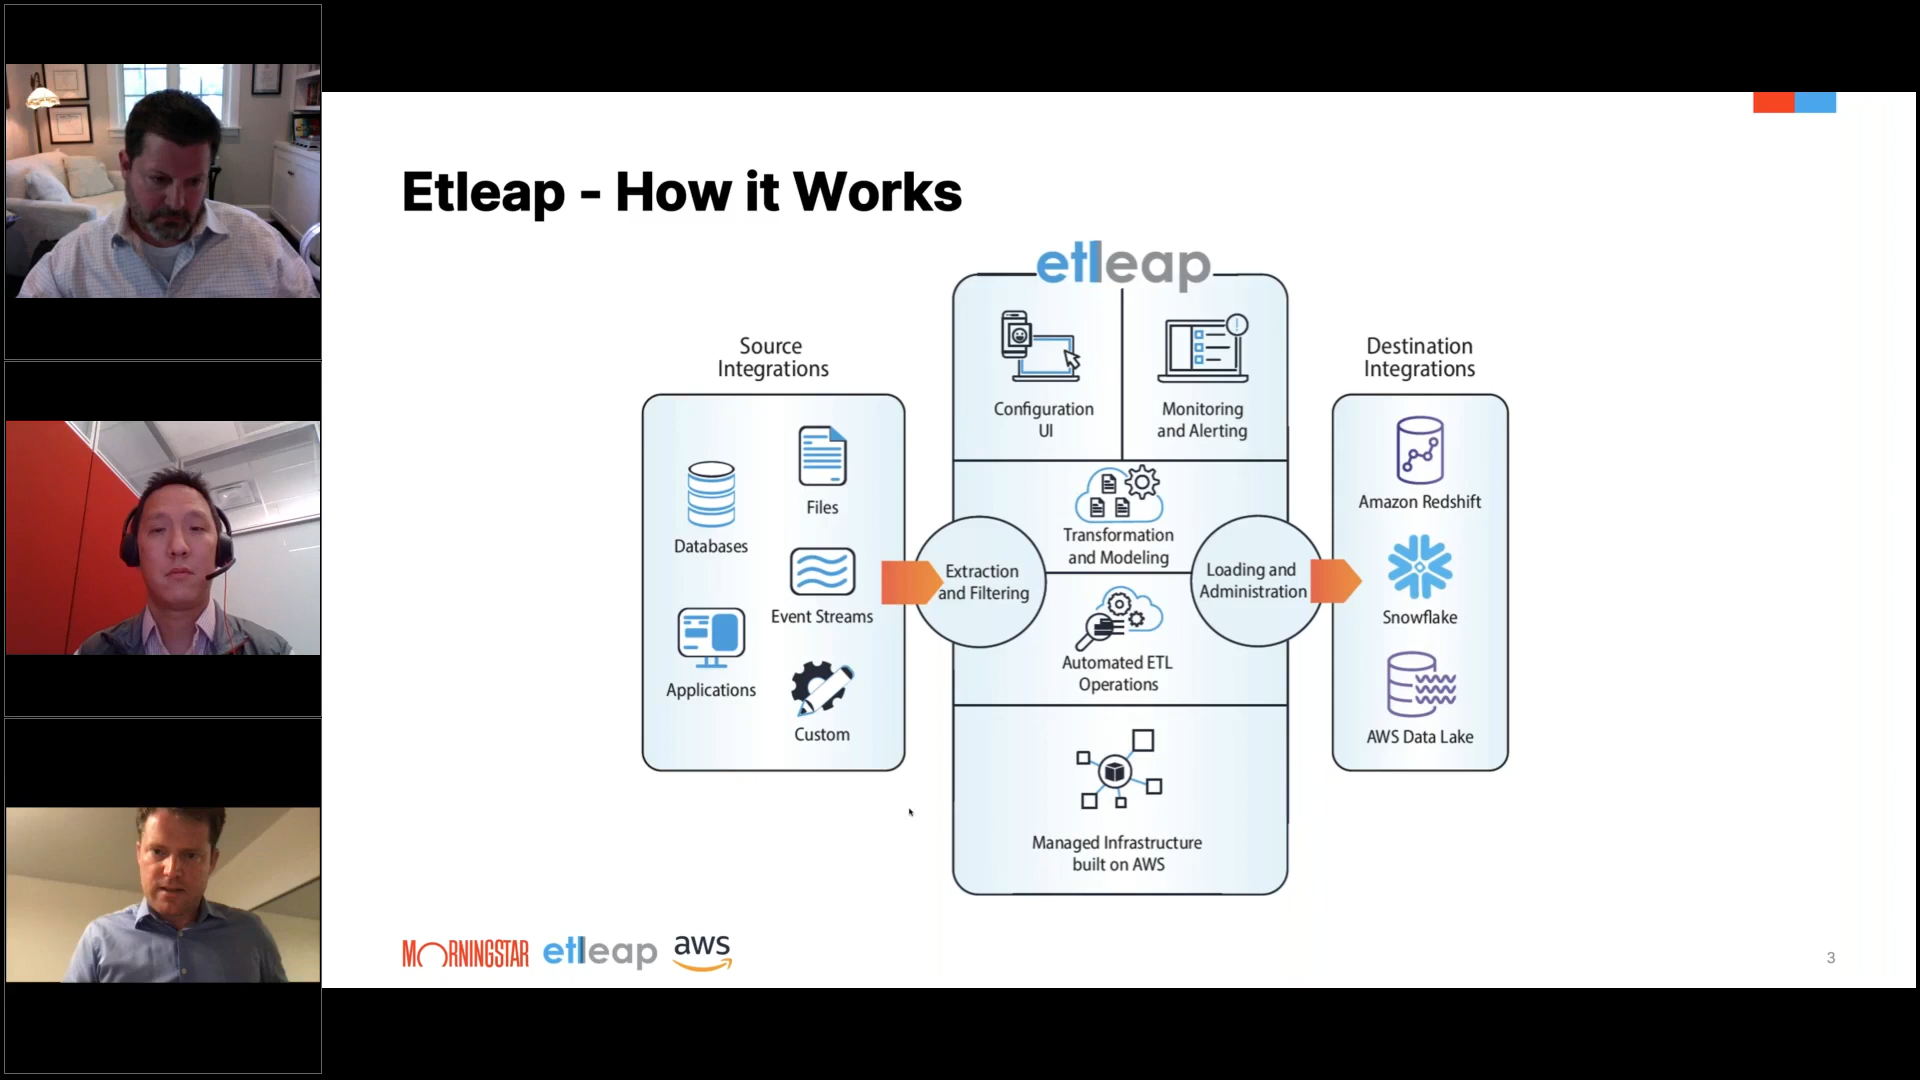 Etleap - How it Works
etleap
Source
Integrations
Databases
Files
Event Streams
Applications
Custom
Extraction
and Filtering
Configuration
UI
Monitoring
and Alerting
Transformation
and Modeling
Automated ETL
Operations
Managed Infrastructure
built on AWS
Loading and
Administration
Destination
Integrations
Amazon Redshift
Snowflake
AWS Data Lake
MORNINGSTAR etleap aws
3